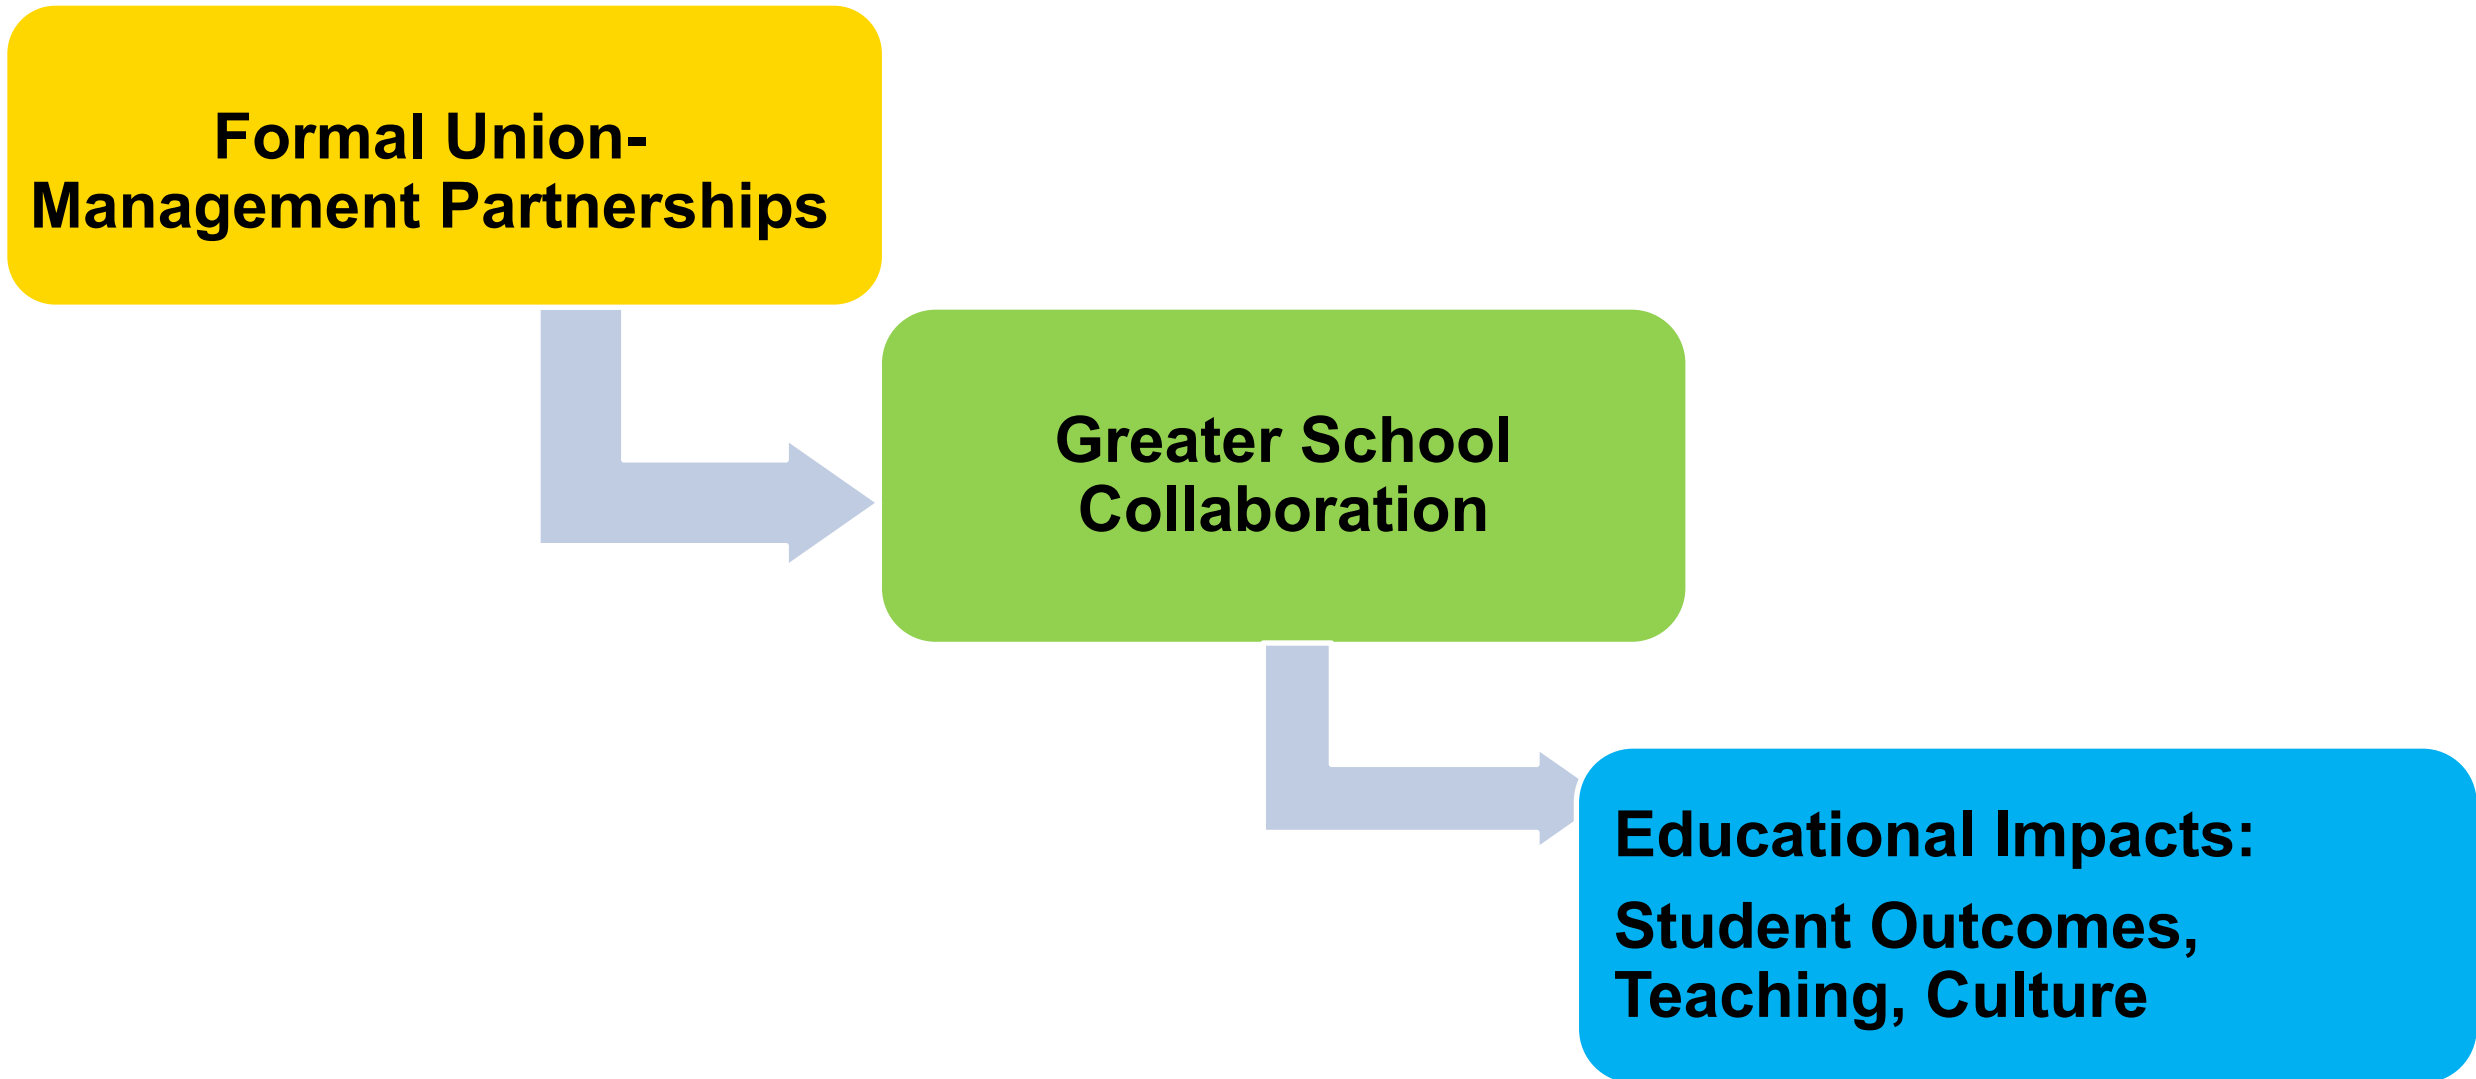 Formal Union-
Management Partnerships
Greater School
Collaboration
Educational Impacts:
Student Outcomes,
Teaching, Culture